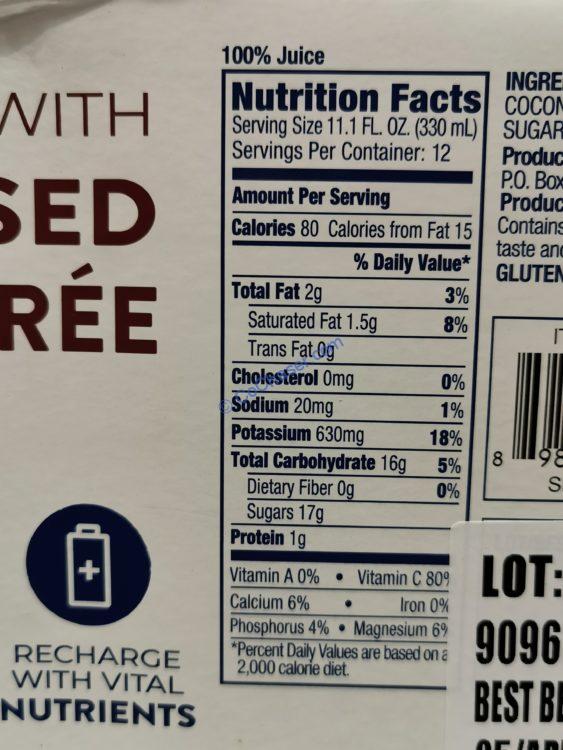 100% Juice
WITH
SED
RÉE
Nutrition Facts
Serving Size 11.1 FL. OZ. (330 mL)
Servings Per Container: 12
Amount Per Serving
Calories 80 Calories from Fat 15
% Daily Value*
Total Fat 2g 3%
Saturated Fat 1.5g 8%
Trans Fat 0g
Cholesterol 0mg 0%
Sodium 20mg 1%
Potassium 630mg 18%
Total Carbohydrate 16g 5%
Dietary Fiber 0g 0%
Sugars 17g
Protein 1g
Vitamin A 0% • Vitamin C 80%
Calcium 6% • Iron 0%
Phosphorus 4% • Magnesium 6%
*Percent Daily Values are based on a
2,000 calorie diet.
INGRE
COCON
SUGAR
Produc
P.O. Box
Produc
Contains
taste and
GLUTEN
8 98
LOT:
9096
BEST BE
RECHARGE
WITH VITAL
NUTRIENTS